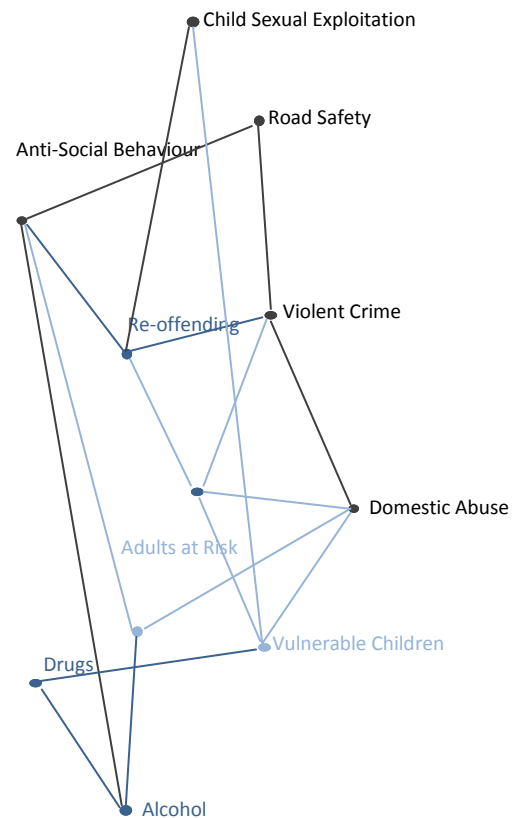 Child Sexual Exploitation
Road Safety
Anti-Social Behaviour
Violent Crime
Re-offending
Domestic Abuse
Adults at Risk
Vulnerable Children
Drugs
Alcohol